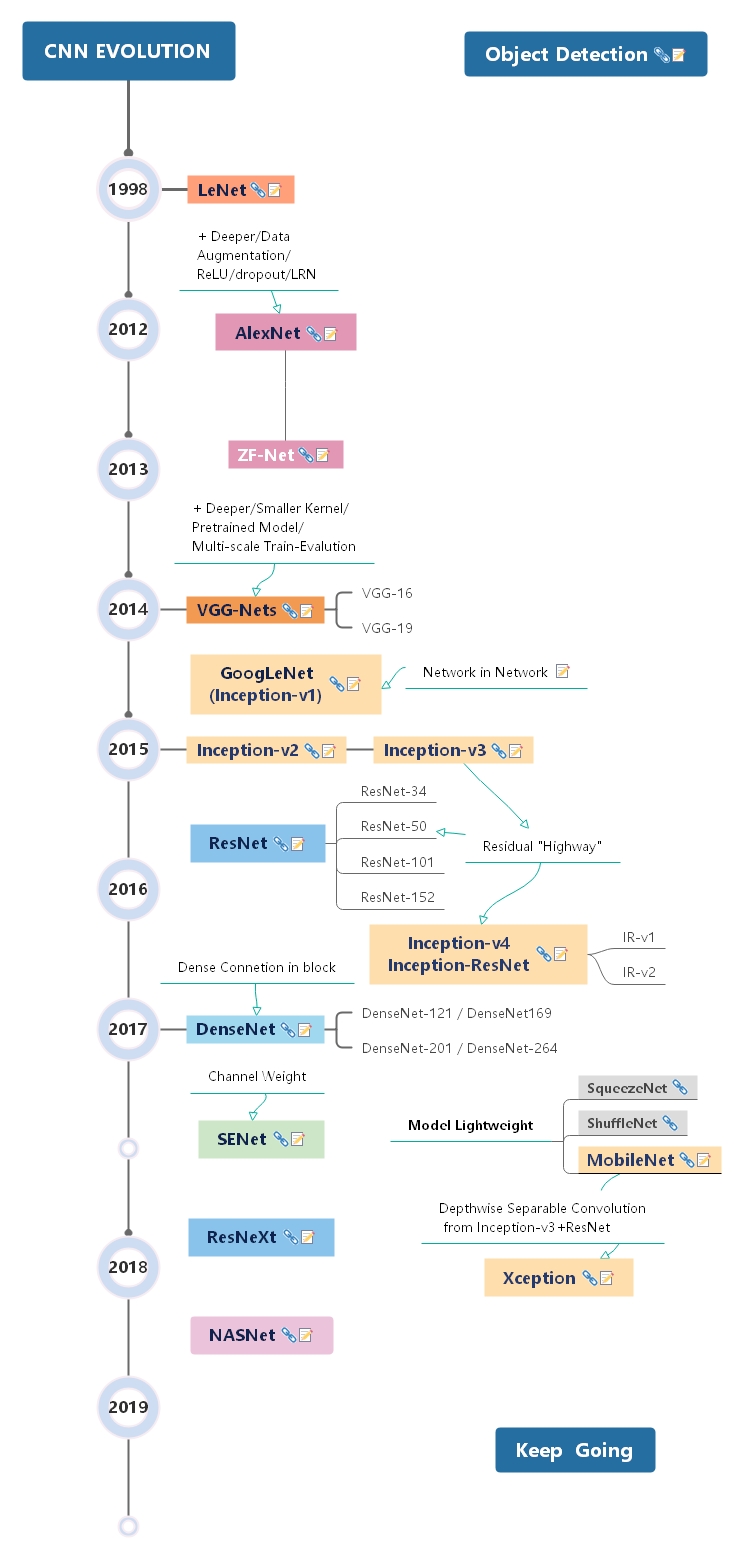 CNN EVOLUTION
Object Detection
1998
LeNet
+ Deeper/Data
Augmentation/
ReLU/dropout/LRN
2012
AlexNet
ZF-Net
2013
+ Deeper/Smaller Kernel/
Pretrained Model/
Multi-scale Train-Evalution
2014
VGG-Nets
VGG-16
VGG-19
GoogLeNet
(Inception-v1)
Network in Network
2015
Inception-v2
Inception-v3
ResNet
ResNet-34
ResNet-50
ResNet-101
ResNet-152
Residual "Highway"
2016
Inception-v4
Inception-ResNet
IR-v1
IR-v2
Dense Connetion in block
2017
DenseNet
DenseNet-121 / DenseNet169
DenseNet-201 / DenseNet-264
Channel Weight
SENet
Model Lightweight
SqueezeNet
ShuffleNet
MobileNet
Depthwise Separable Convolution
from Inception-v3+ResNet
ResNeXt
2018
Xception
NASNet
2019
Keep Going